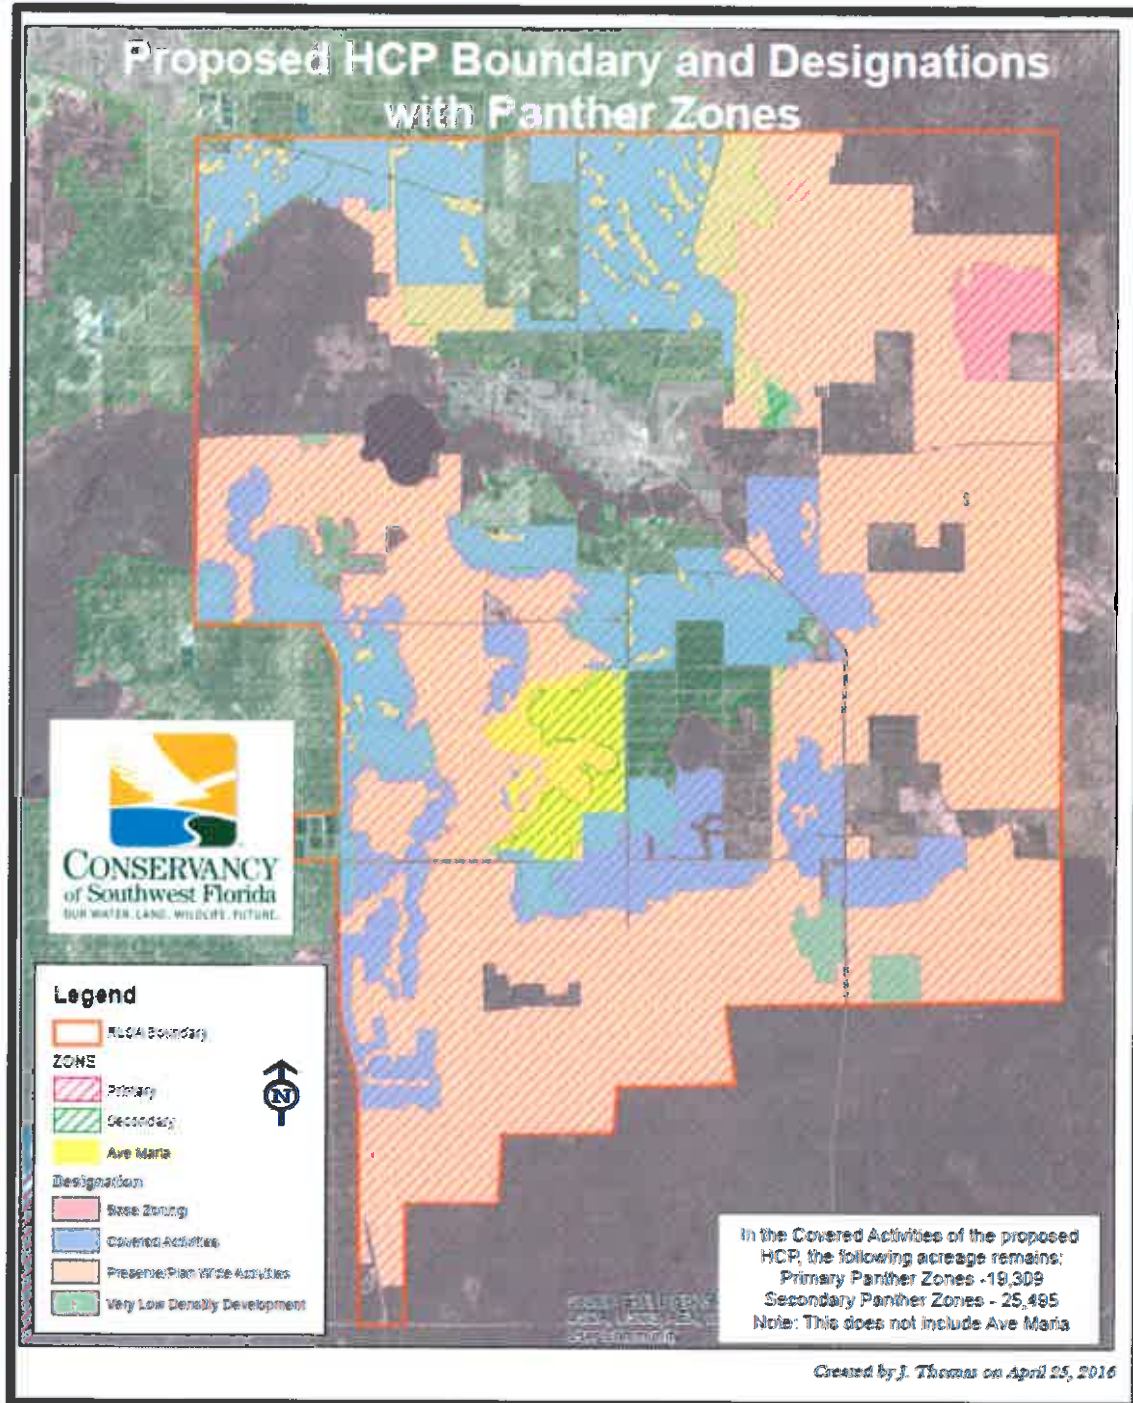 Proposed HCP Boundary and Designations
with Panther Zones
CONSERVANCY
of Southwest Florida
OUR WATER, LAND, WILDLIFE, FUTURE.
Legend
RLSA Boundary
ZONE
Primary
Secondary
Ave Maria
Designation
Base Zoning
Covered Activities
Preserve/Plan Wide Activities
Very Low Density Development
N
In the Covered Activities of the proposed
HCP, the following acreage remains:
Primary Panther Zones -19,309
Secondary Panther Zones - 25,495
Note: This does not include Ave Maria
Created by J. Thomas on April 25, 2016